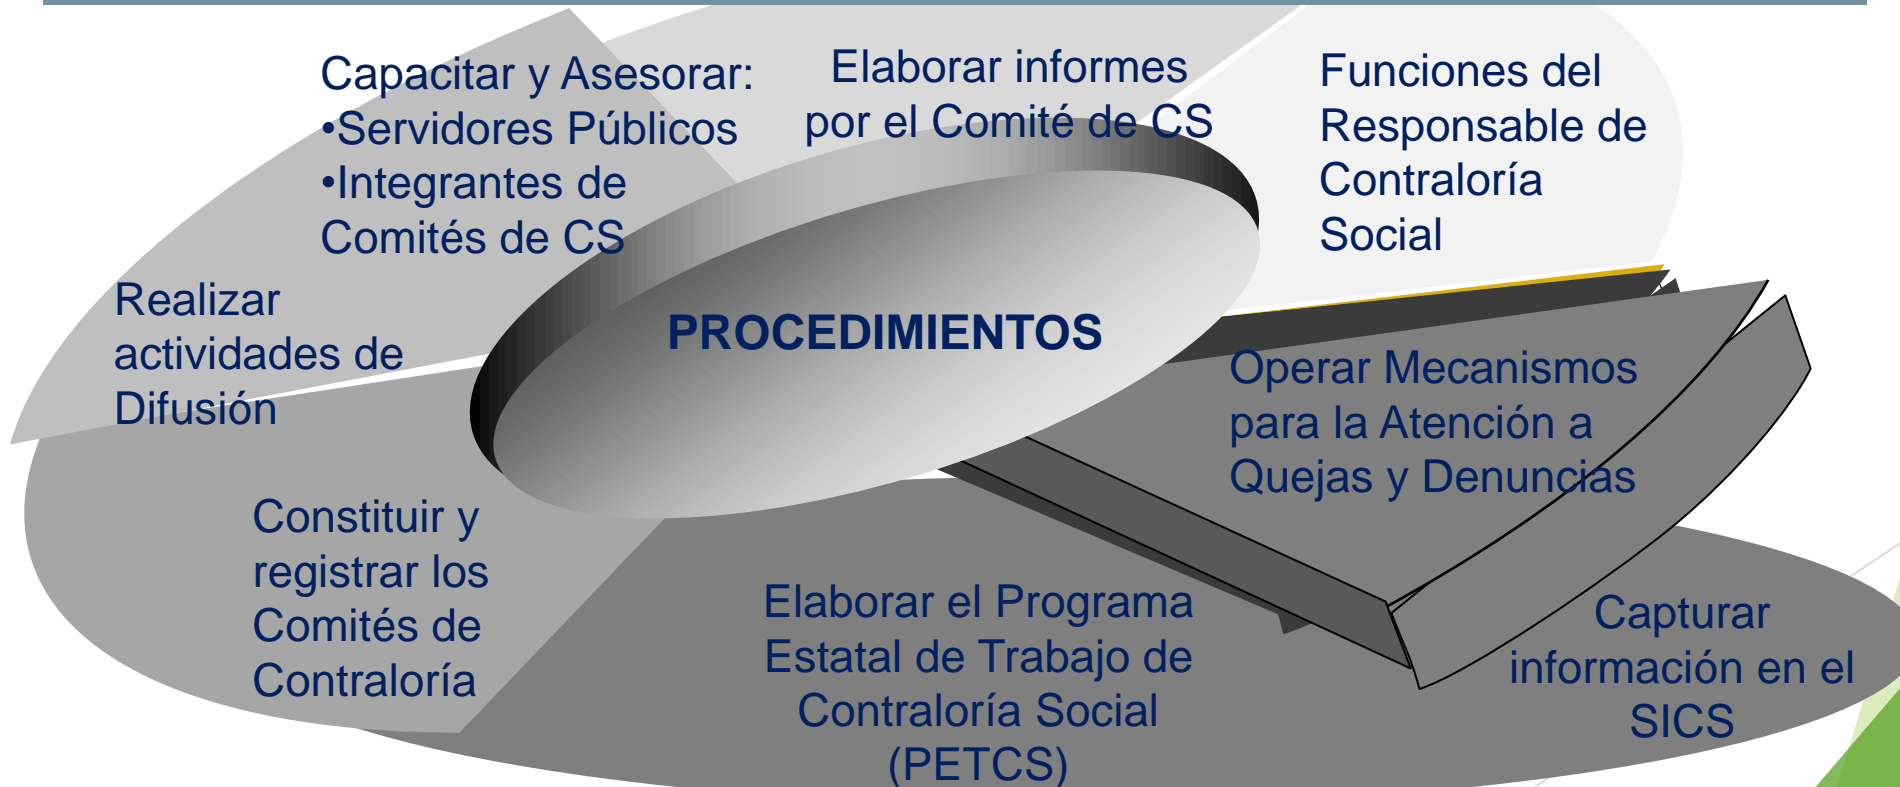 Capacitar y Asesorar:
•Servidores Públicos
•Integrantes de
Comités de CS
Elaborar informes
por el Comité de CS
Funciones del
Responsable de
Contraloría
Social
Realizar
actividades de
Difusión
PROCEDIMIENTOS
Operar Mecanismos
para la Atención a
Quejas y Denuncias
Constituir y
registrar los
Comités de
Contraloría
Elaborar el Programa
Estatal de Trabajo de
Contraloría Social
(PETCS)
Capturar
información en el
SICS